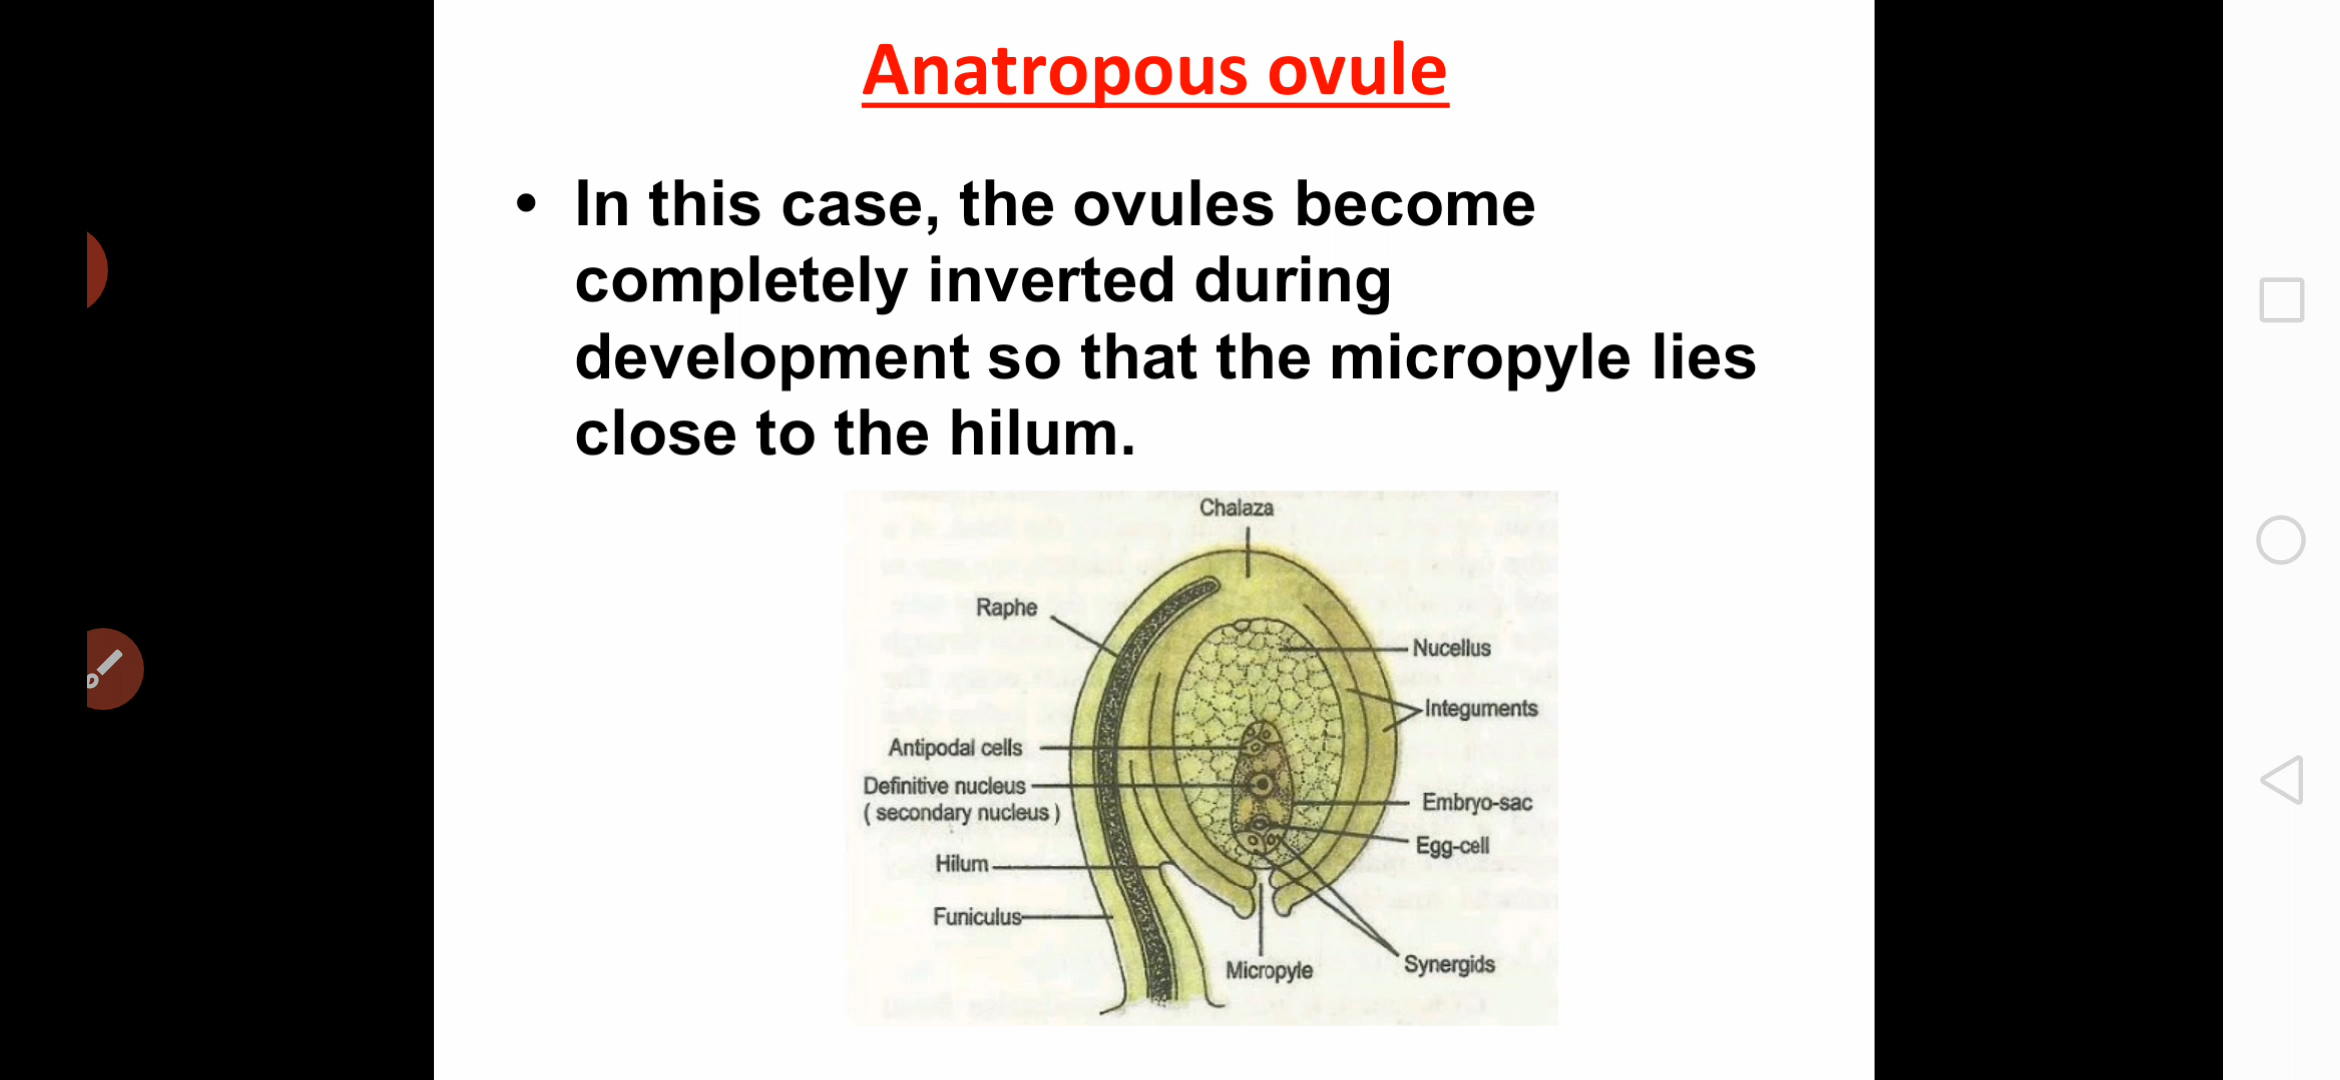 Anatropous ovule
• In this case, the ovules become
completely inverted during
development so that the micropyle lies
close to the hilum.
Chalaza
Raphe
Nucellus
Integuments
Antipodal cells
Definitive nucleus
( secondary nucleus )
Embryo-sac
Egg-cell
Hilum
Funiculus
Micropyle
Synergids